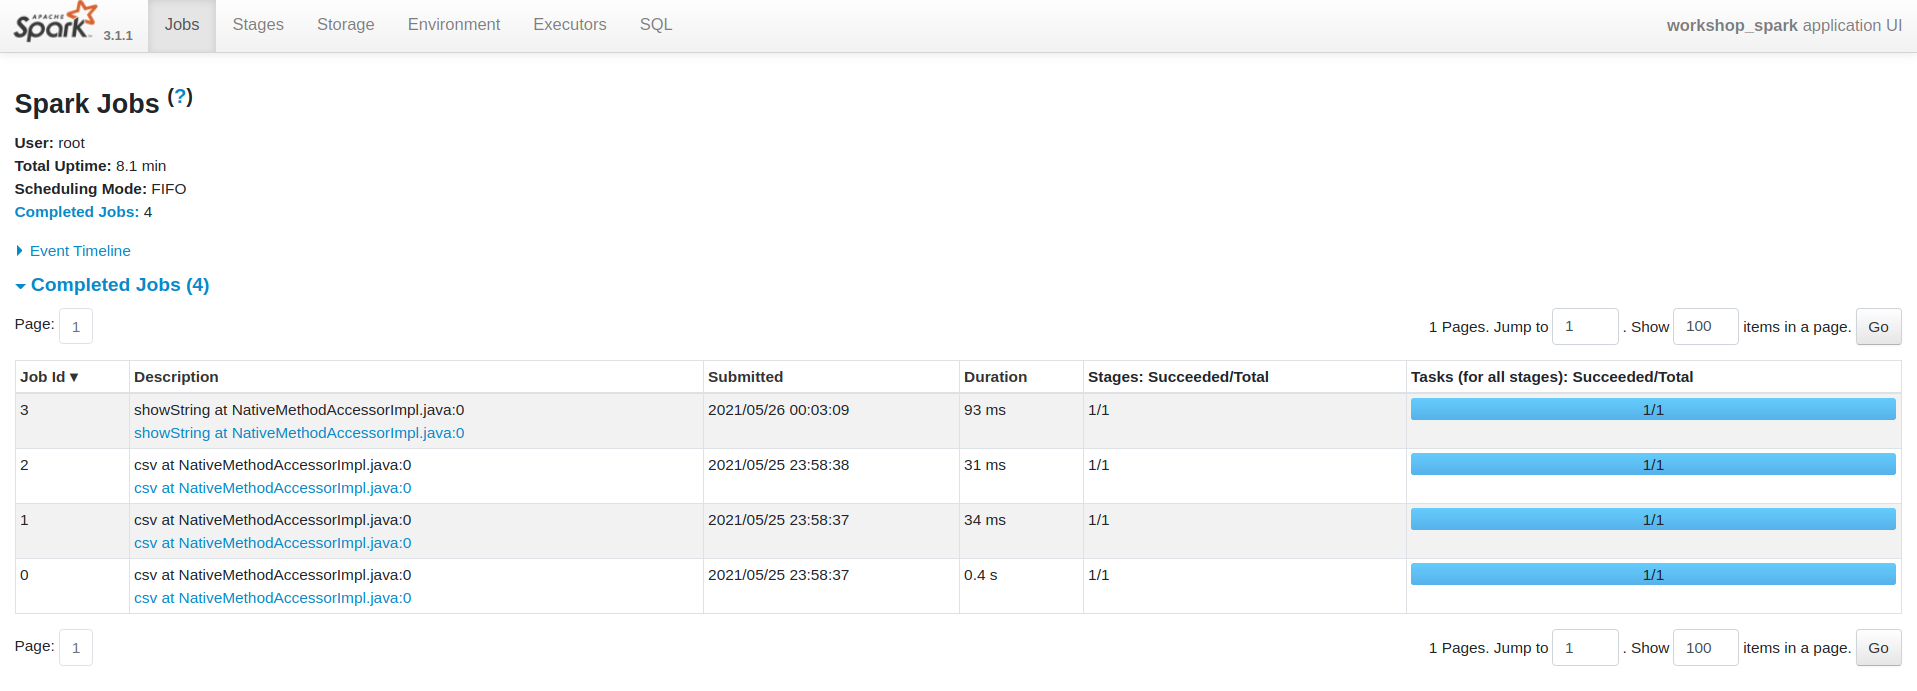 APACHE Spark 3.1.1 Jobs Stages Storage Environment Executors SQL workshop_spark application UI
Spark Jobs (?)
User: root
Total Uptime: 8.1 min
Scheduling Mode: FIFO
Completed Jobs: 4
Event Timeline
Completed Jobs (4)
Page: 1 1 Pages. Jump to 1 . Show 100 items in a page. Go
Job Id ▾ Description Submitted Duration Stages: Succeeded/Total Tasks (for all stages): Succeeded/Total
3 showString at NativeMethodAccessorImpl.java:0 2021/05/26 00:03:09 93 ms 1/1 1/1
showString at NativeMethodAccessorImpl.java:0
2 csv at NativeMethodAccessorImpl.java:0 2021/05/25 23:58:38 31 ms 1/1 1/1
csv at NativeMethodAccessorImpl.java:0
1 csv at NativeMethodAccessorImpl.java:0 2021/05/25 23:58:37 34 ms 1/1 1/1
csv at NativeMethodAccessorImpl.java:0
0 csv at NativeMethodAccessorImpl.java:0 2021/05/25 23:58:37 0.4 s 1/1 1/1
csv at NativeMethodAccessorImpl.java:0
Page: 1 1 Pages. Jump to 1 . Show 100 items in a page. Go